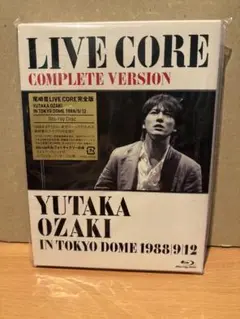 LIVE CORE
COMPLETE VERSION
尾崎豊 LIVE CORE 完全版
YUTAKA OZAKI
IN TOKYO DOME 1988/9/12
Blu-ray Disc
YUTAKA
OZAKI
IN TOKYO DOME 1988/9/12